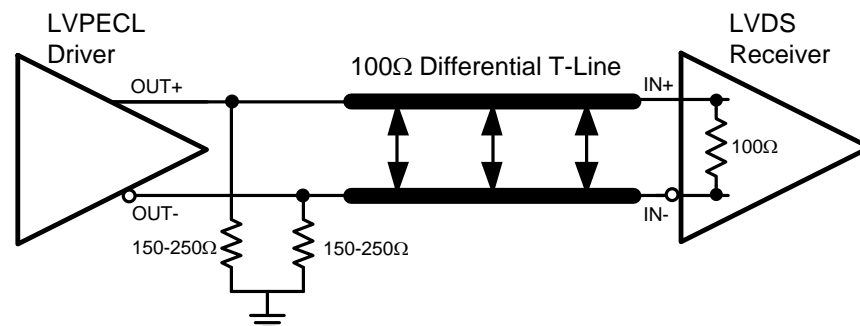 LVPECL
Driver
LVDS
Receiver
100Ω Differential T-Line
OUT+
IN+
100Ω
OUT-
IN-
150-250Ω
150-250Ω